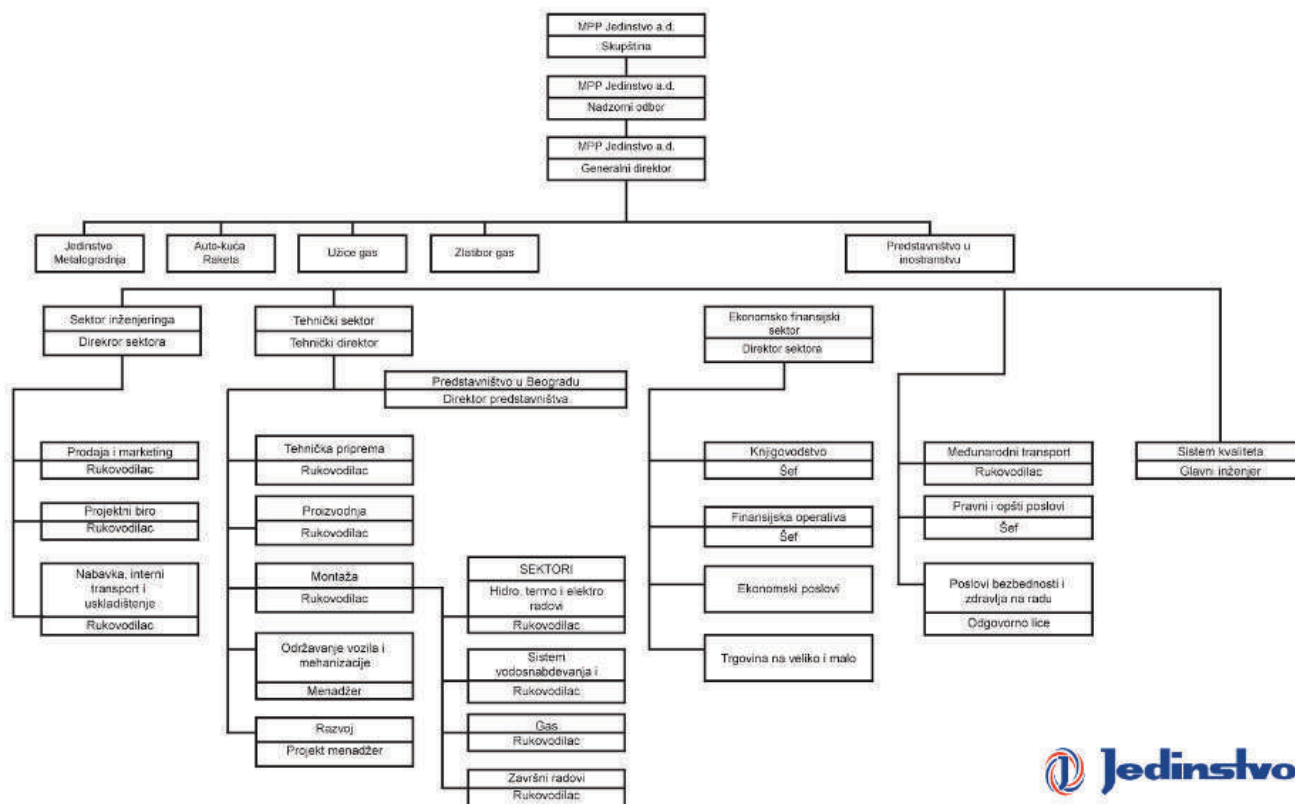 MPP Jedinstvo a.d.
Skupština
MPP Jedinstvo a.d.
Nadzorni odbor
MPP Jedinstvo a.d.
Generalni direktor
Jedinstvo
Metalogradnja
Auto-kuća
Raketa
Užice gas
Zlatibor gas
Predstavništvo u
inostranstvu
Sektor inženjeringa
Direkror sektora
Tehnički sektor
Tehnički direktor
Ekonomsko finansijski
sektor
Direktor sektora
Predstavništvo u Beogradu
Direktor predstavništva
Prodaja i marketing
Rukovodilac
Projektni biro
Rukovodilac
Nabavka, interni
transport i
uskladištenje
Rukovodilac
Tehnička priprema
Rukovodilac
Proizvodnja
Rukovodilac
Montaža
Rukovodilac
Održavanje vozila i
mehanizacije
Menadžer
Razvoj
Projekt menadžer
SEKTORI
Hidro, termo i elektro
radovi
Rukovodilac
Sistem
vodosnabdevanja i
Rukovodilac
Gas
Rukovodilac
Završni radovi
Rukovodilac
Knjigovodstvo
Šef
Finansijska operativa
Šef
Ekonomski poslovi
Trgovina na veliko i malo
Međunarodni transport
Rukovodilac
Pravni i opšti poslovi
Šef
Poslovi bezbednosti i
zdravlja na radu
Odgovorno lice
Sistem kvaliteta
Glavni inženjer
Jedinstvo